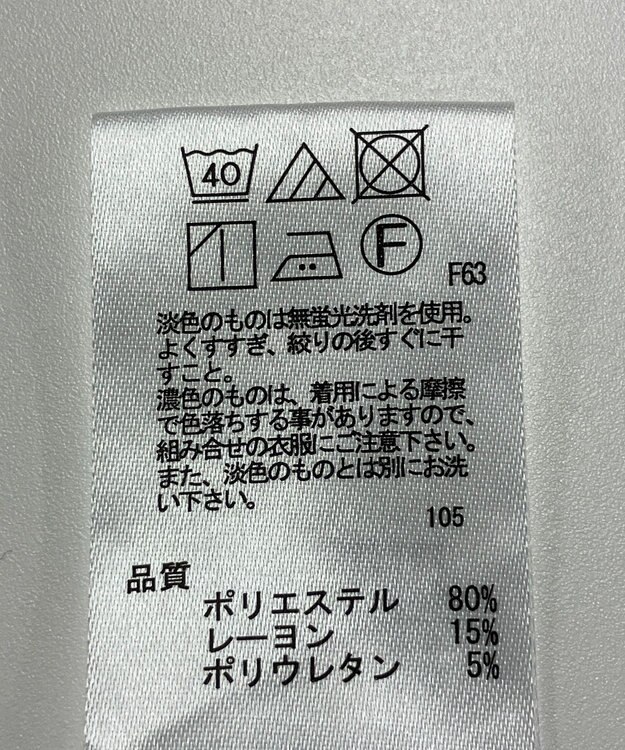 40
F
F63
淡色のものは無蛍光洗剤を使用。
よくすすぎ、絞りの後すぐに干
すこと。
濃色のものは、着用による摩擦
で色落ちする事がありますので、
組み合せの衣服にご注意下さい。
また、淡色のものとは別にお洗
い下さい。
105
品質
ポリエステル 80%
レーヨン 15%
ポリウレタン 5%